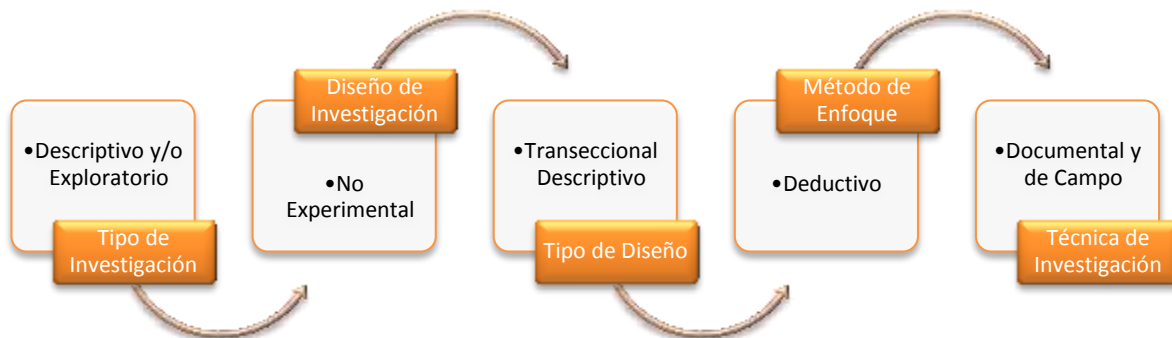 •Descriptivo y/o
Exploratorio
Tipo de
Investigación
Diseño de
Investigación
•No
Experimental
•Transeccional
Descriptivo
Tipo de Diseño
Método de
Enfoque
•Deductivo
•Documental y
de Campo
Técnica de
Investigación